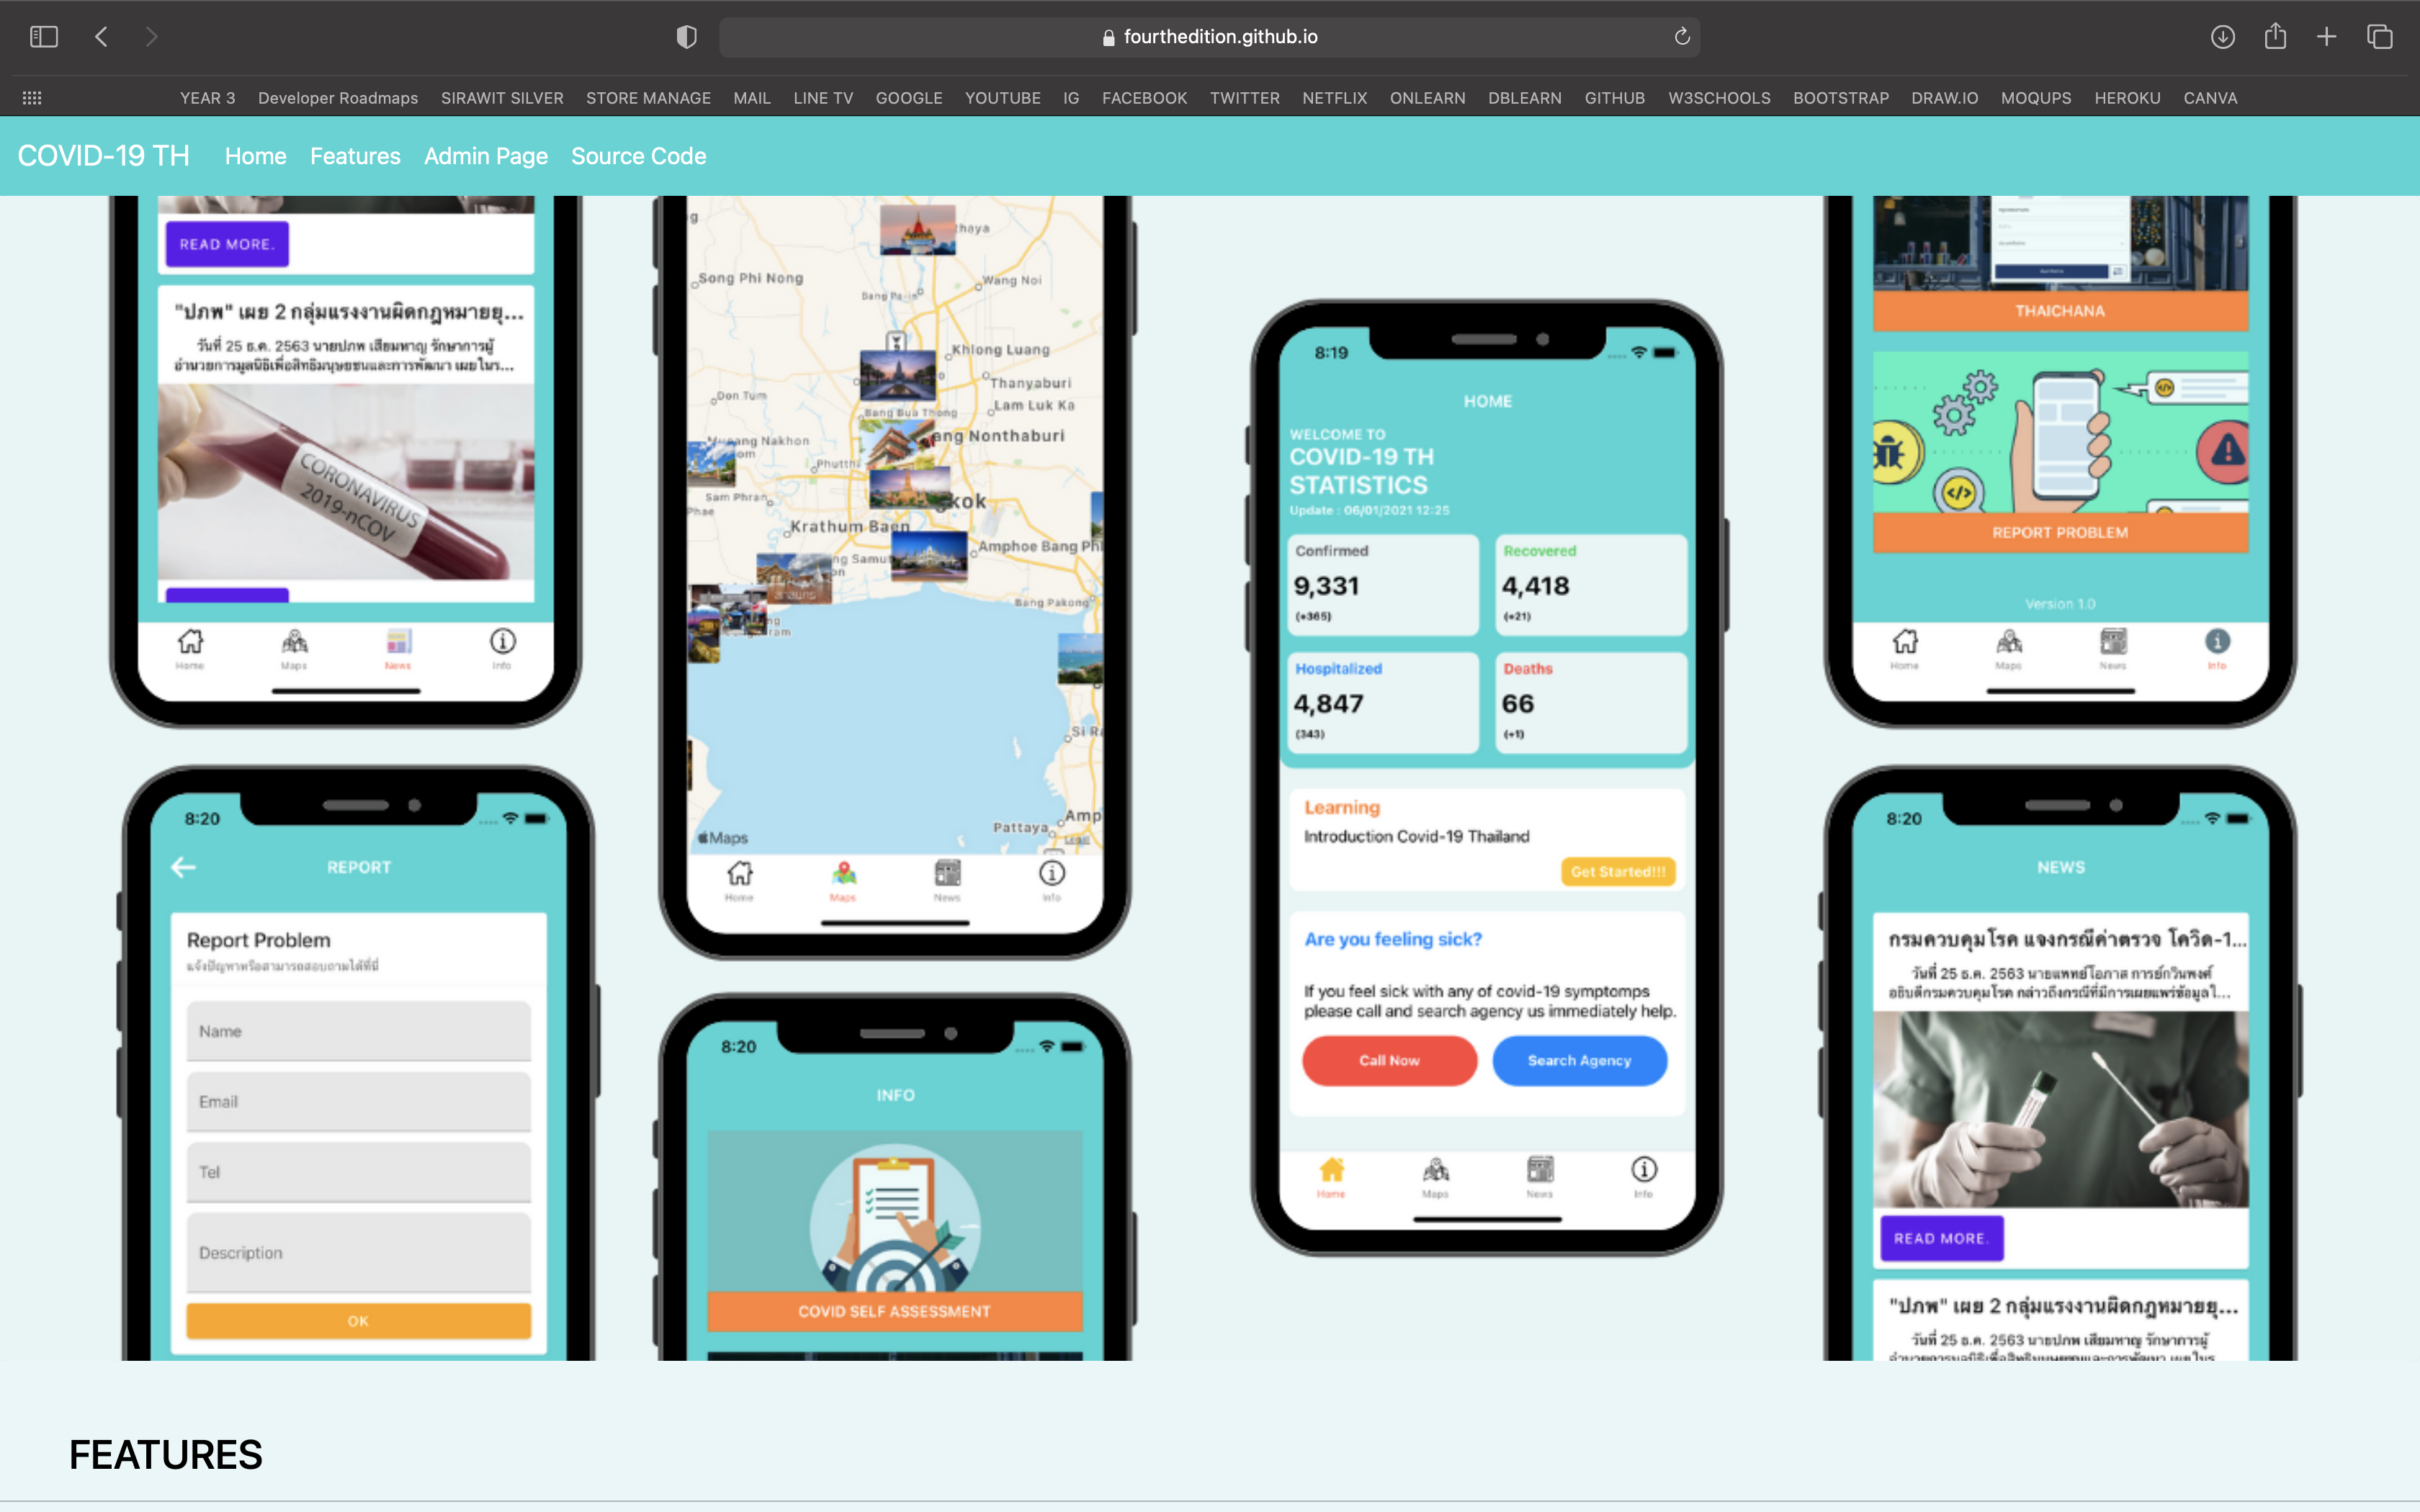 fourthedition.github.io
YEAR 3 Developer Roadmaps SIRAWIT SILVER STORE MANAGE MAIL LINE TV GOOGLE YOUTUBE IG FACEBOOK TWITTER NETFLIX ONLEARN DBLEARN GITHUB W3SCHOOLS BOOTSTRAP DRAW.IO MOQUPS HEROKU CANVA
COVID-19 TH Home Features Admin Page Source Code
READ MORE.
"ปภพ" เผย 2 กลุ่มแรงงานผิดกฎหมายยุ...
วันที่ 25 ธ.ค. 2563 นายปภพ เสียมหาญ รักษาการผู้
อำนวยการมูลนิธิเพื่อสิทธิมนุษยชนและการพัฒนา เผยในร...
CORONAVIRUS
2019-nCOV
Home Maps News Info
8:20
REPORT
Report Problem
แจ้งปัญหาหรือสามารถสอบถามได้ที่นี่
Name
Email
Tel
Description
OK
Song Phi Nong
Wang Noi
Bang Pa-in
Khlong Luang
Thanyaburi
Don Tum
Lam Luk Ka
Bang Bua Thong
ang Nonthaburi
Nakhon
Phutth
Sam Phran
kok
Krathum Baen
Amphoe Bang Phl
ng Samut
Bang Pakong
Si R
Pattaya
Amp
Maps
Legal
Home Maps News Info
8:20
INFO
COVID SELF ASSESSMENT
8:19
HOME
WELCOME TO
COVID-19 TH
STATISTICS
Update : 06/01/2021 12:25
Confirmed
9,331
(+365)
Recovered
4,418
(+21)
Hospitalized
4,847
(343)
Deaths
66
(+1)
Learning
Introduction Covid-19 Thailand
Get Started!!!
Are you feeling sick?
If you feel sick with any of covid-19 symptomps
please call and search agency us immediately help.
Call Now
Search Agency
Home Maps News Info
THAICHANA
REPORT PROBLEM
Version 1.0
Home Maps News Info
8:20
NEWS
กรมควบคุมโรค แจงกรณีค่าตรวจ โควิด-1...
วันที่ 25 ธ.ค. 2563 นายแพทย์โอภาส การย์กวินพงศ์
อธิบดีกรมควบคุมโรค กล่าวถึงกรณีที่มีการเผยแพร่ข้อมูลใ...
READ MORE.
"ปภพ" เผย 2 กลุ่มแรงงานผิดกฎหมายยุ...
วันที่ 25 ธ.ค. 2563 นายปภพ เสียมหาญ รักษาการผู้
FEATURES